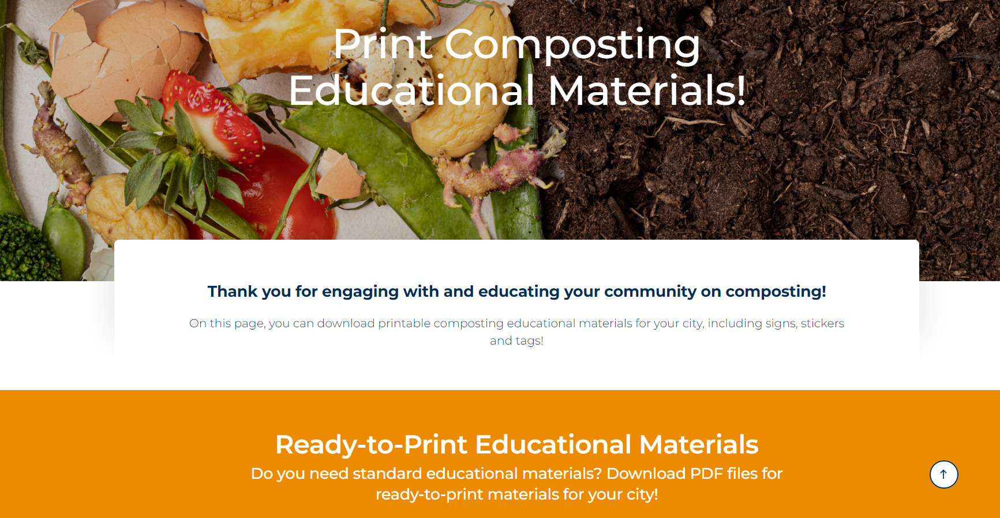 Print Composting
Educational Materials!
Thank you for engaging with and educating your community on composting!
On this page, you can download printable composting educational materials for your city, including signs, stickers
and tags!
Ready-to-Print Educational Materials
Do you need standard educational materials? Download PDF files for
ready-to-print materials for your city!